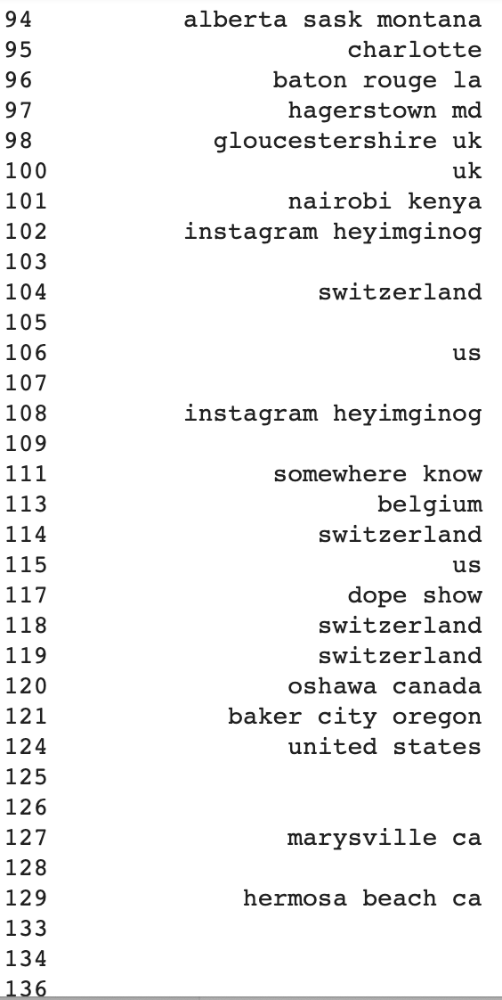 94 alberta sask montana
95 charlotte
96 baton rouge la
97 hagerstown md
98 gloucestershire uk
100 uk
101 nairobi kenya
102 instagram heyimginog
103
104 switzerland
105
106 us
107
108 instagram heyimginog
109
111 somewhere know
113 belgium
114 switzerland
115 us
117 dope show
118 switzerland
119 switzerland
120 oshawa canada
121 baker city oregon
124 united states
125
126
127 marysville ca
128
129 hermosa beach ca
133
134
136